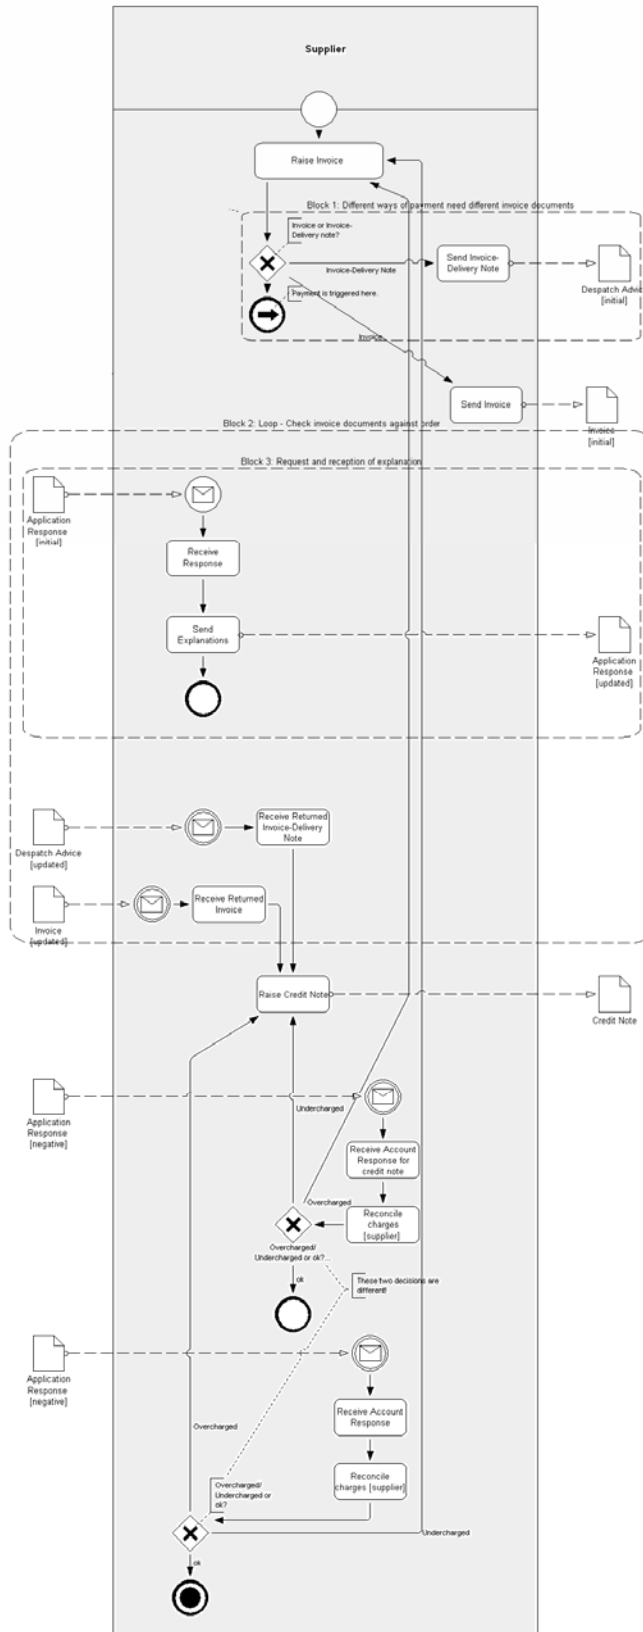 Supplier
Raise Invoice
Block 1: Different ways of payment need different invoice documents
Invoice or Invoice-
Delivery note?
Send Invoice-
Delivery Note
Invoice-Delivery Note
Despatch Advice
[initial]
Payment is triggered here.
Invoice
Send Invoice
Invoice
[initial]
Block 2: Loop - Check invoice documents against order
Block 3: Request and reception of explanation
Application
Response
[initial]
Receive
Response
Send
Explanations
Application
Response
[updated]
Receive Returned
Invoice-Delivery
Note
Despatch Advice
[updated]
Receive Returned
Invoice
Invoice
[updated]
Raise Credit Note
Credit Note
Application
Response
[negative]
Undercharged
Receive Account
Response for
credit note
Overcharged
Reconcile
charges
[supplier]
Overcharged/
Undercharged or ok?...
ok
These two decisions are
different!
Application
Response
[negative]
Receive Account
Response
Overcharged
Reconcile
charges [supplier]
Overcharged/
Undercharged or
ok?
Undercharged
ok